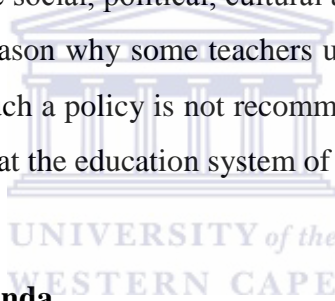 social, political, cultural
eason why some teachers u
ch a policy is not recomm
at the education system of
UNIVERSITY of the
WESTERN CAPE
nda